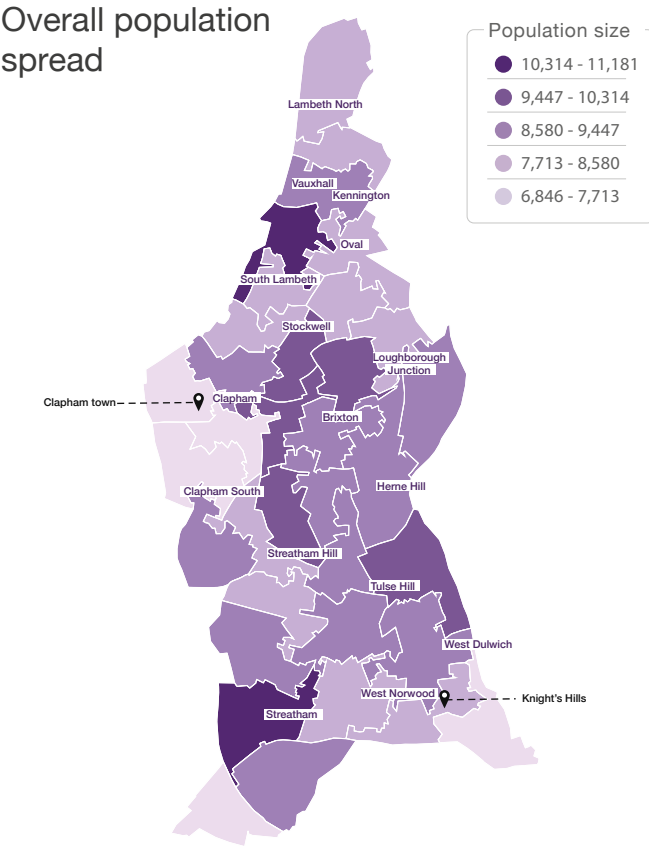 Overall population
spread
Population size
10,314 - 11,181
9,447 - 10,314
8,580 - 9,447
7,713 - 8,580
6,846 - 7,713
Lambeth North
Vauxhall
Kennington
Oval
South Lambeth
Stockwell
Loughborough
Junction
Clapham town
Clapham
Brixton
Clapham South
Herne Hill
Streatham Hill
Tulse Hill
West Dulwich
West Norwood
Knight's Hills
Streatham